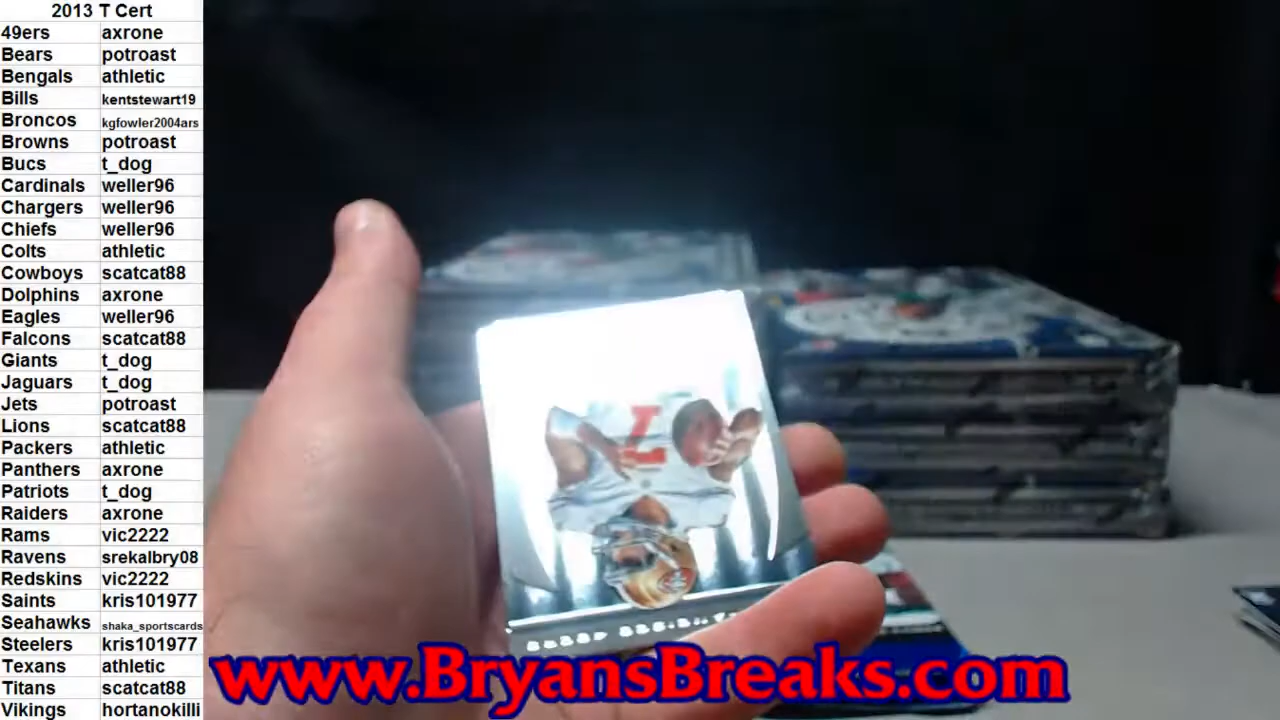 2013 T Cert
49ers axrone
Bears potroast
Bengals athletic
Bills kentstewart19
Broncos kgfowler2004ars
Browns potroast
Bucs t_dog
Cardinals weller96
Chargers weller96
Chiefs weller96
Colts athletic
Cowboys scatcat88
Dolphins axrone
Eagles weller96
Falcons scatcat88
Giants t_dog
Jaguars t_dog
Jets potroast
Lions scatcat88
Packers athletic
Panthers axrone
Patriots t_dog
Raiders axrone
Rams vic2222
Ravens srekalbry08
Redskins vic2222
Saints kris101977
Seahawks shaka_sportscards
Steelers kris101977
Texans athletic
Titans scatcat88
Vikings hortanokilli
www.BryansBreaks.com